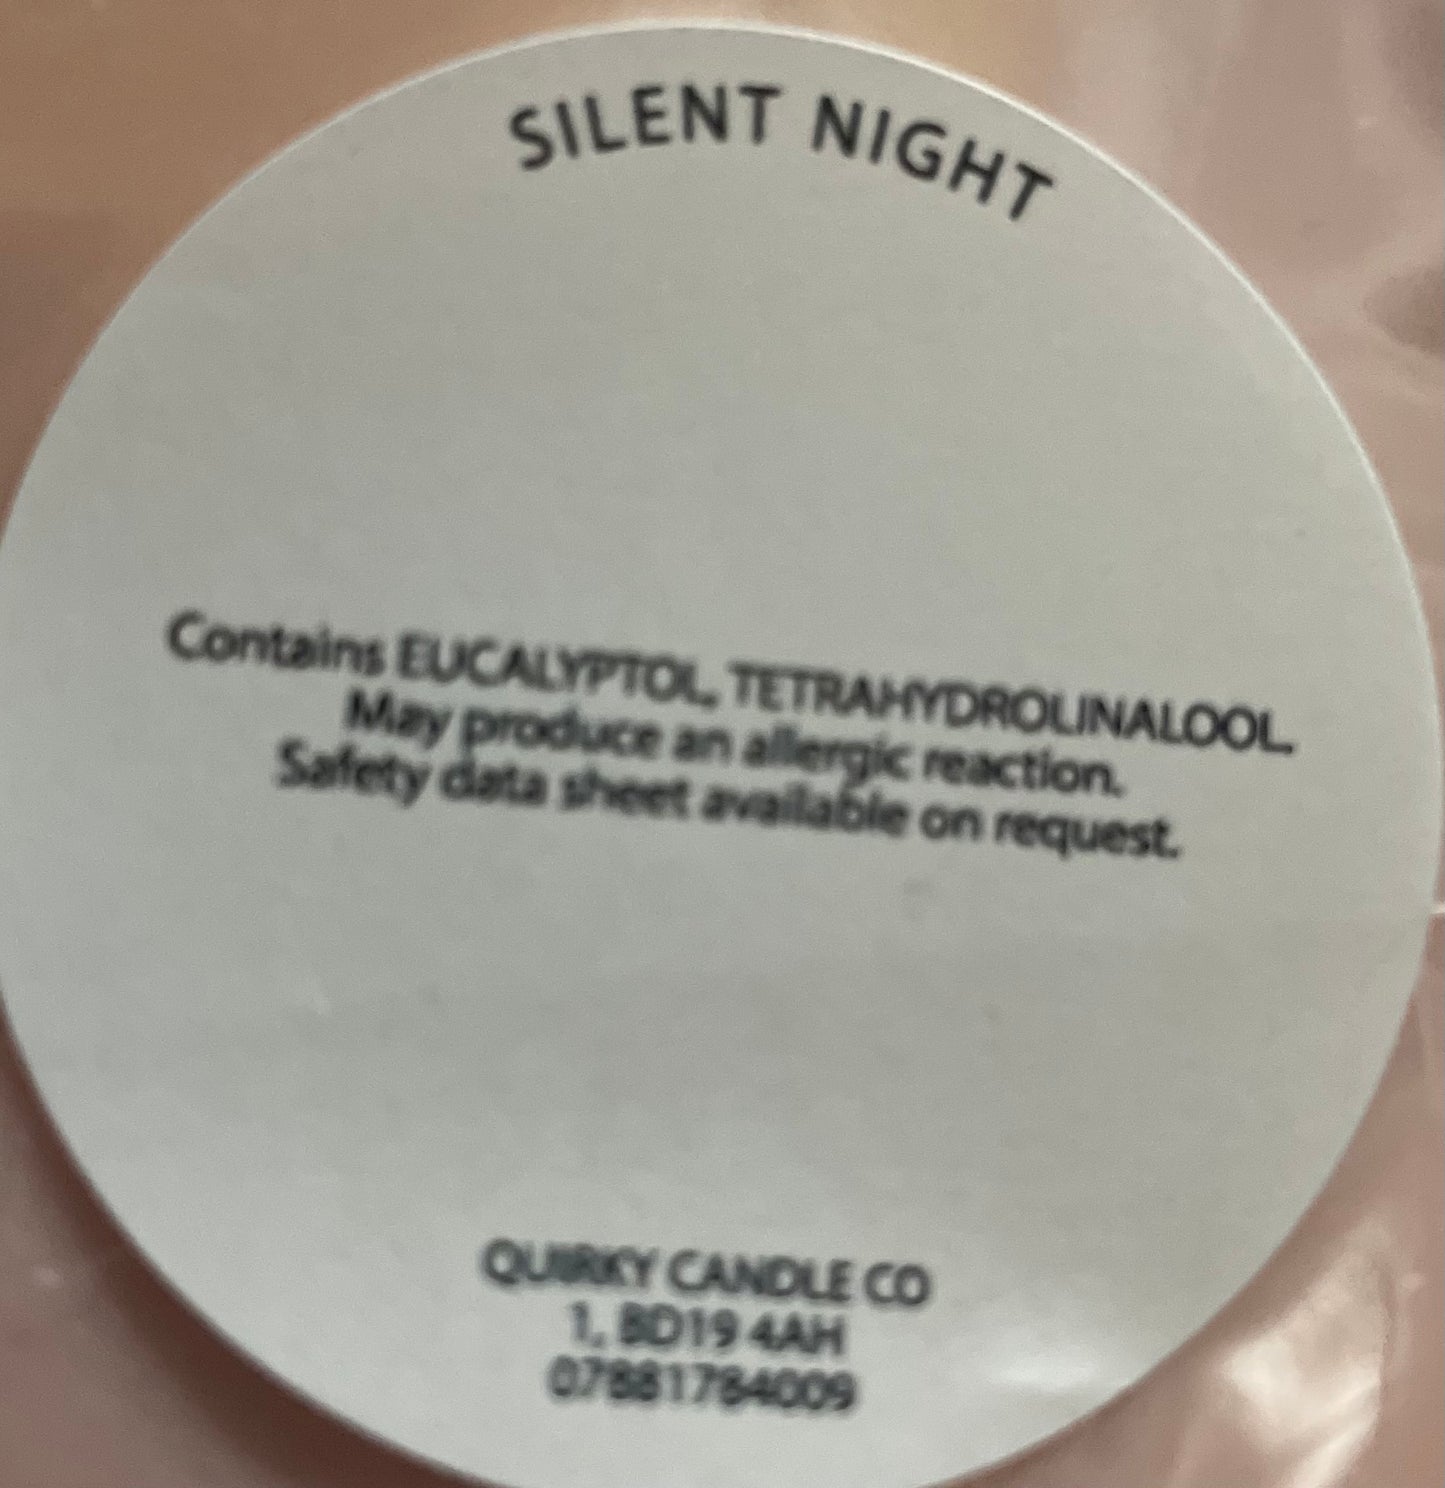 SILENT NIGHT
Contains EUCALYPTOL, TETRAHYDROLINALOOL.
May produce an allergic reaction.
Safety data sheet available on request.
QUIRKY CANDLE CO
1, BD19 4AH
07881784009